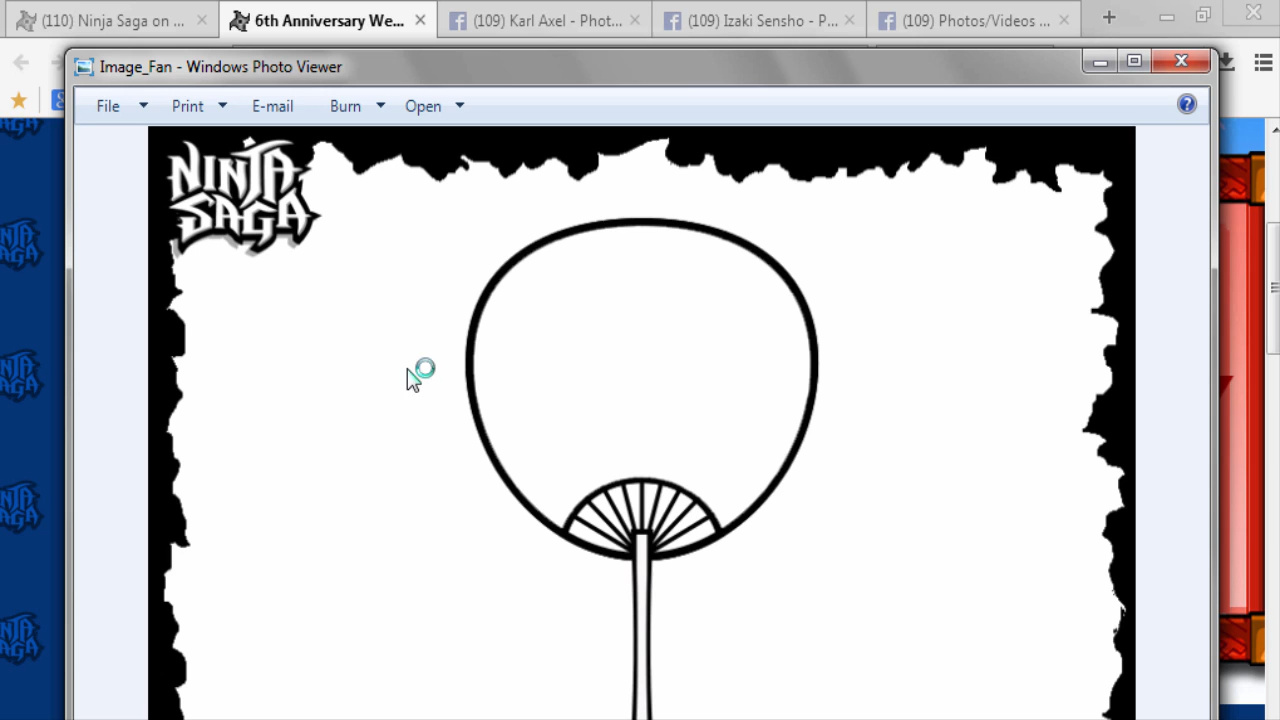 (110) Ninja Saga on ...
6th Anniversary We...
(109) Karl Axel - Phot...
(109) Izaki Sensho - P...
(109) Photos/Videos ...
Image_Fan - Windows Photo Viewer
File
Print
E-mail
Burn
Open
NINJA
SAGA